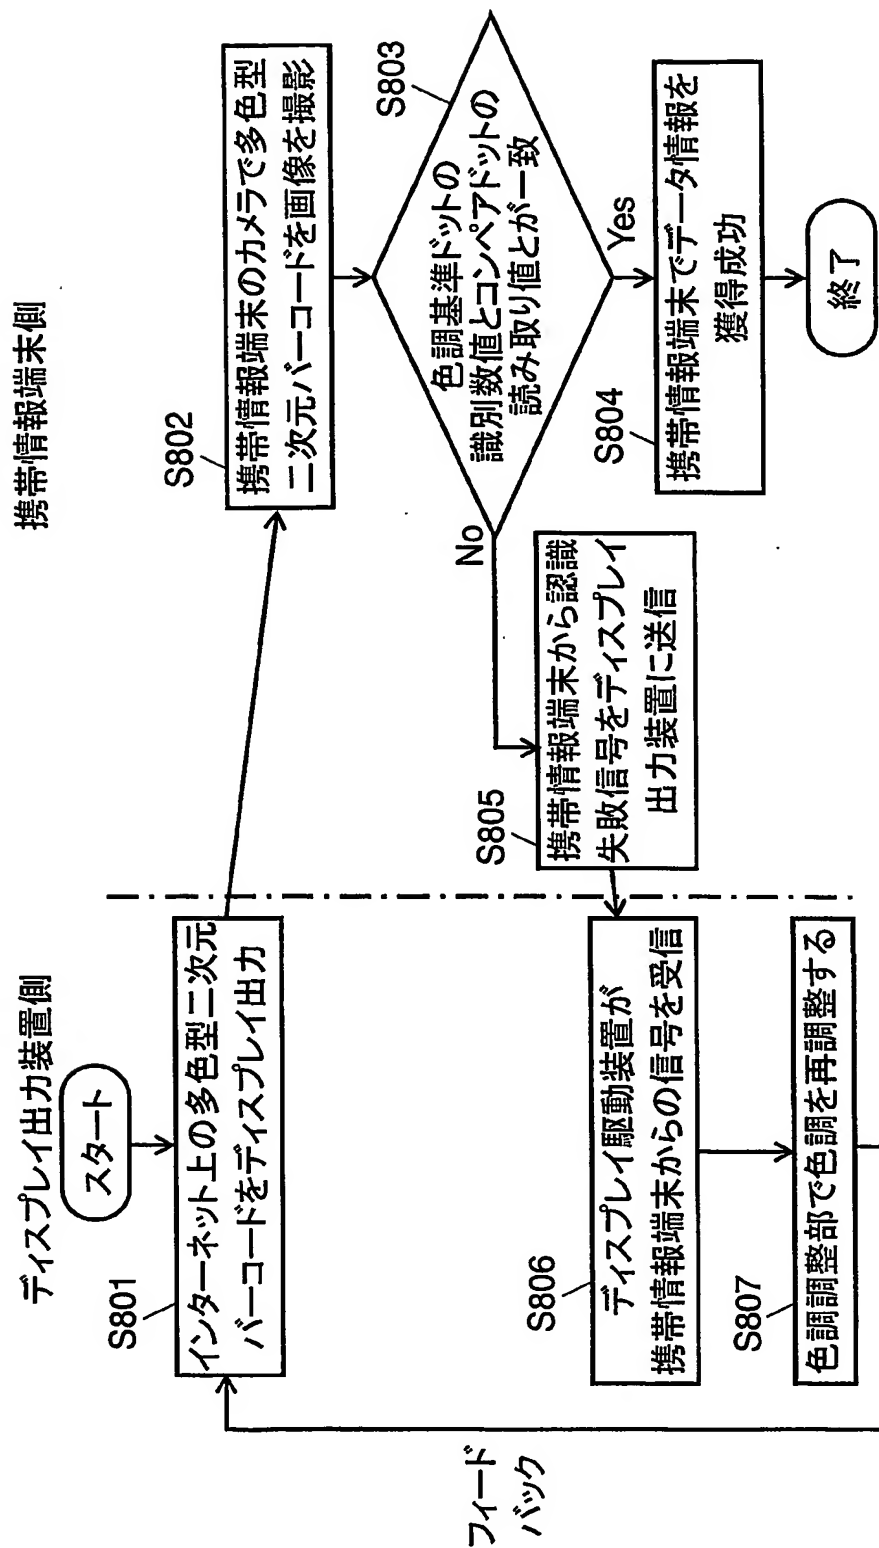 ディスプレイ出力装置側
携帯情報端末側
スタート
S801
インターネット上の多色型二次元
バーコードをディスプレイ出力
S802
携帯情報端末のカメラで多色型
二次元バーコードを画像を撮影
S803
色調基準ドットの
識別数値とコンペアドットの
読み取り値とが一致
No
Yes
S804
携帯情報端末でデータ情報を
獲得成功
終了
S805
携帯情報端末から認識
失敗信号をディスプレイ
出力装置に送信
S806
ディスプレイ駆動装置が
携帯情報端末からの信号を受信
S807
色調調整部で色調を再調整する
フィード
バック